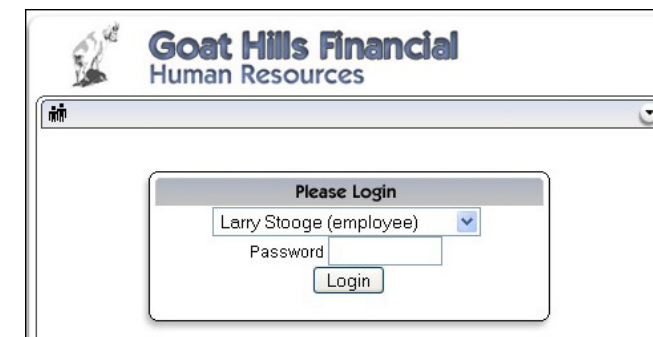 Goat Hills Financial
Human Resources
Please Login
Larry Stooge (employee)
Password
Login